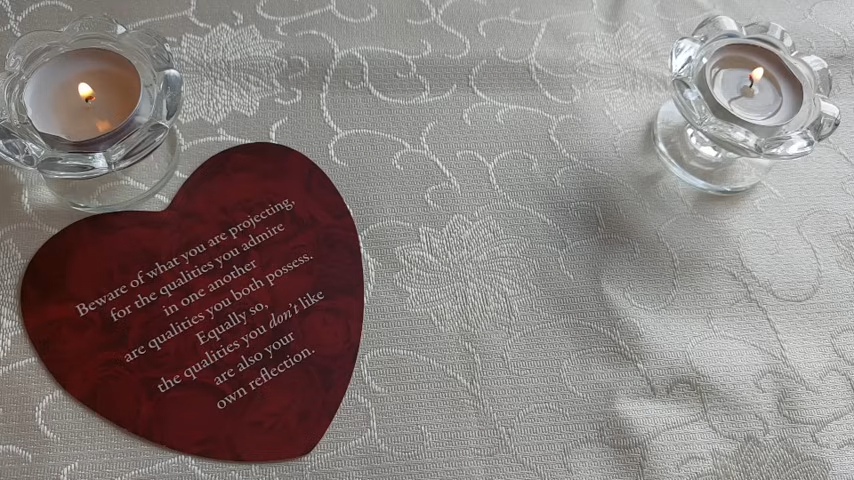 Beware of what you are projecting,
for the qualities you admire
in one another
are qualities you both possess.
Equally so,
the qualities you don't like
are also your
own reflection.